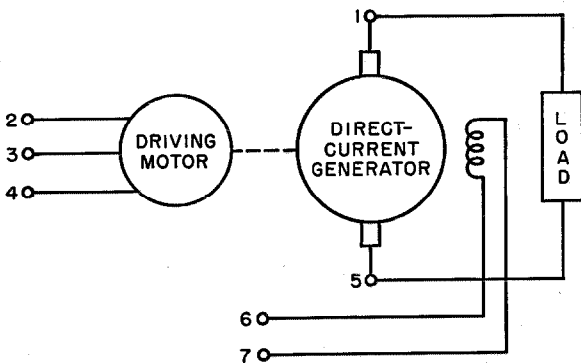 1
2
3
4
DRIVING
MOTOR
DIRECT-
CURRENT
GENERATOR
LOAD
5
6
7